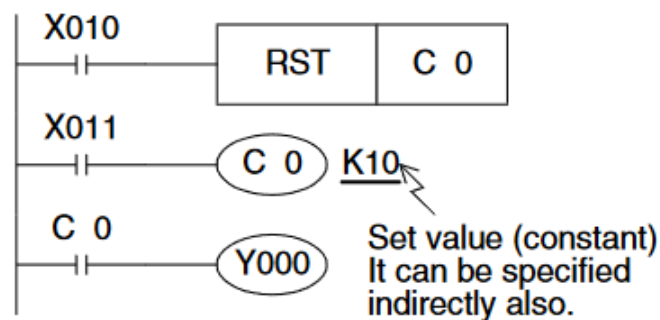 X010
RST C 0
X011
C 0 K10
C 0
Y000
Set value (constant)
It can be specified
indirectly also.